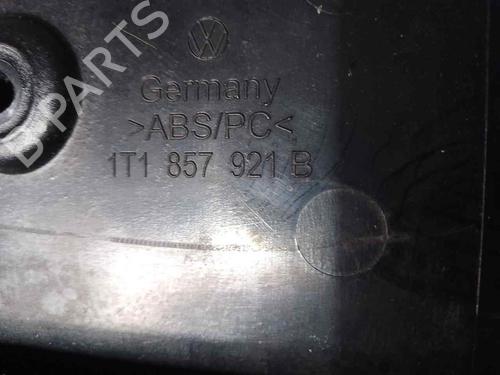 Germany
>ABS/PC<
1T1 857 921 B
B-PARTS